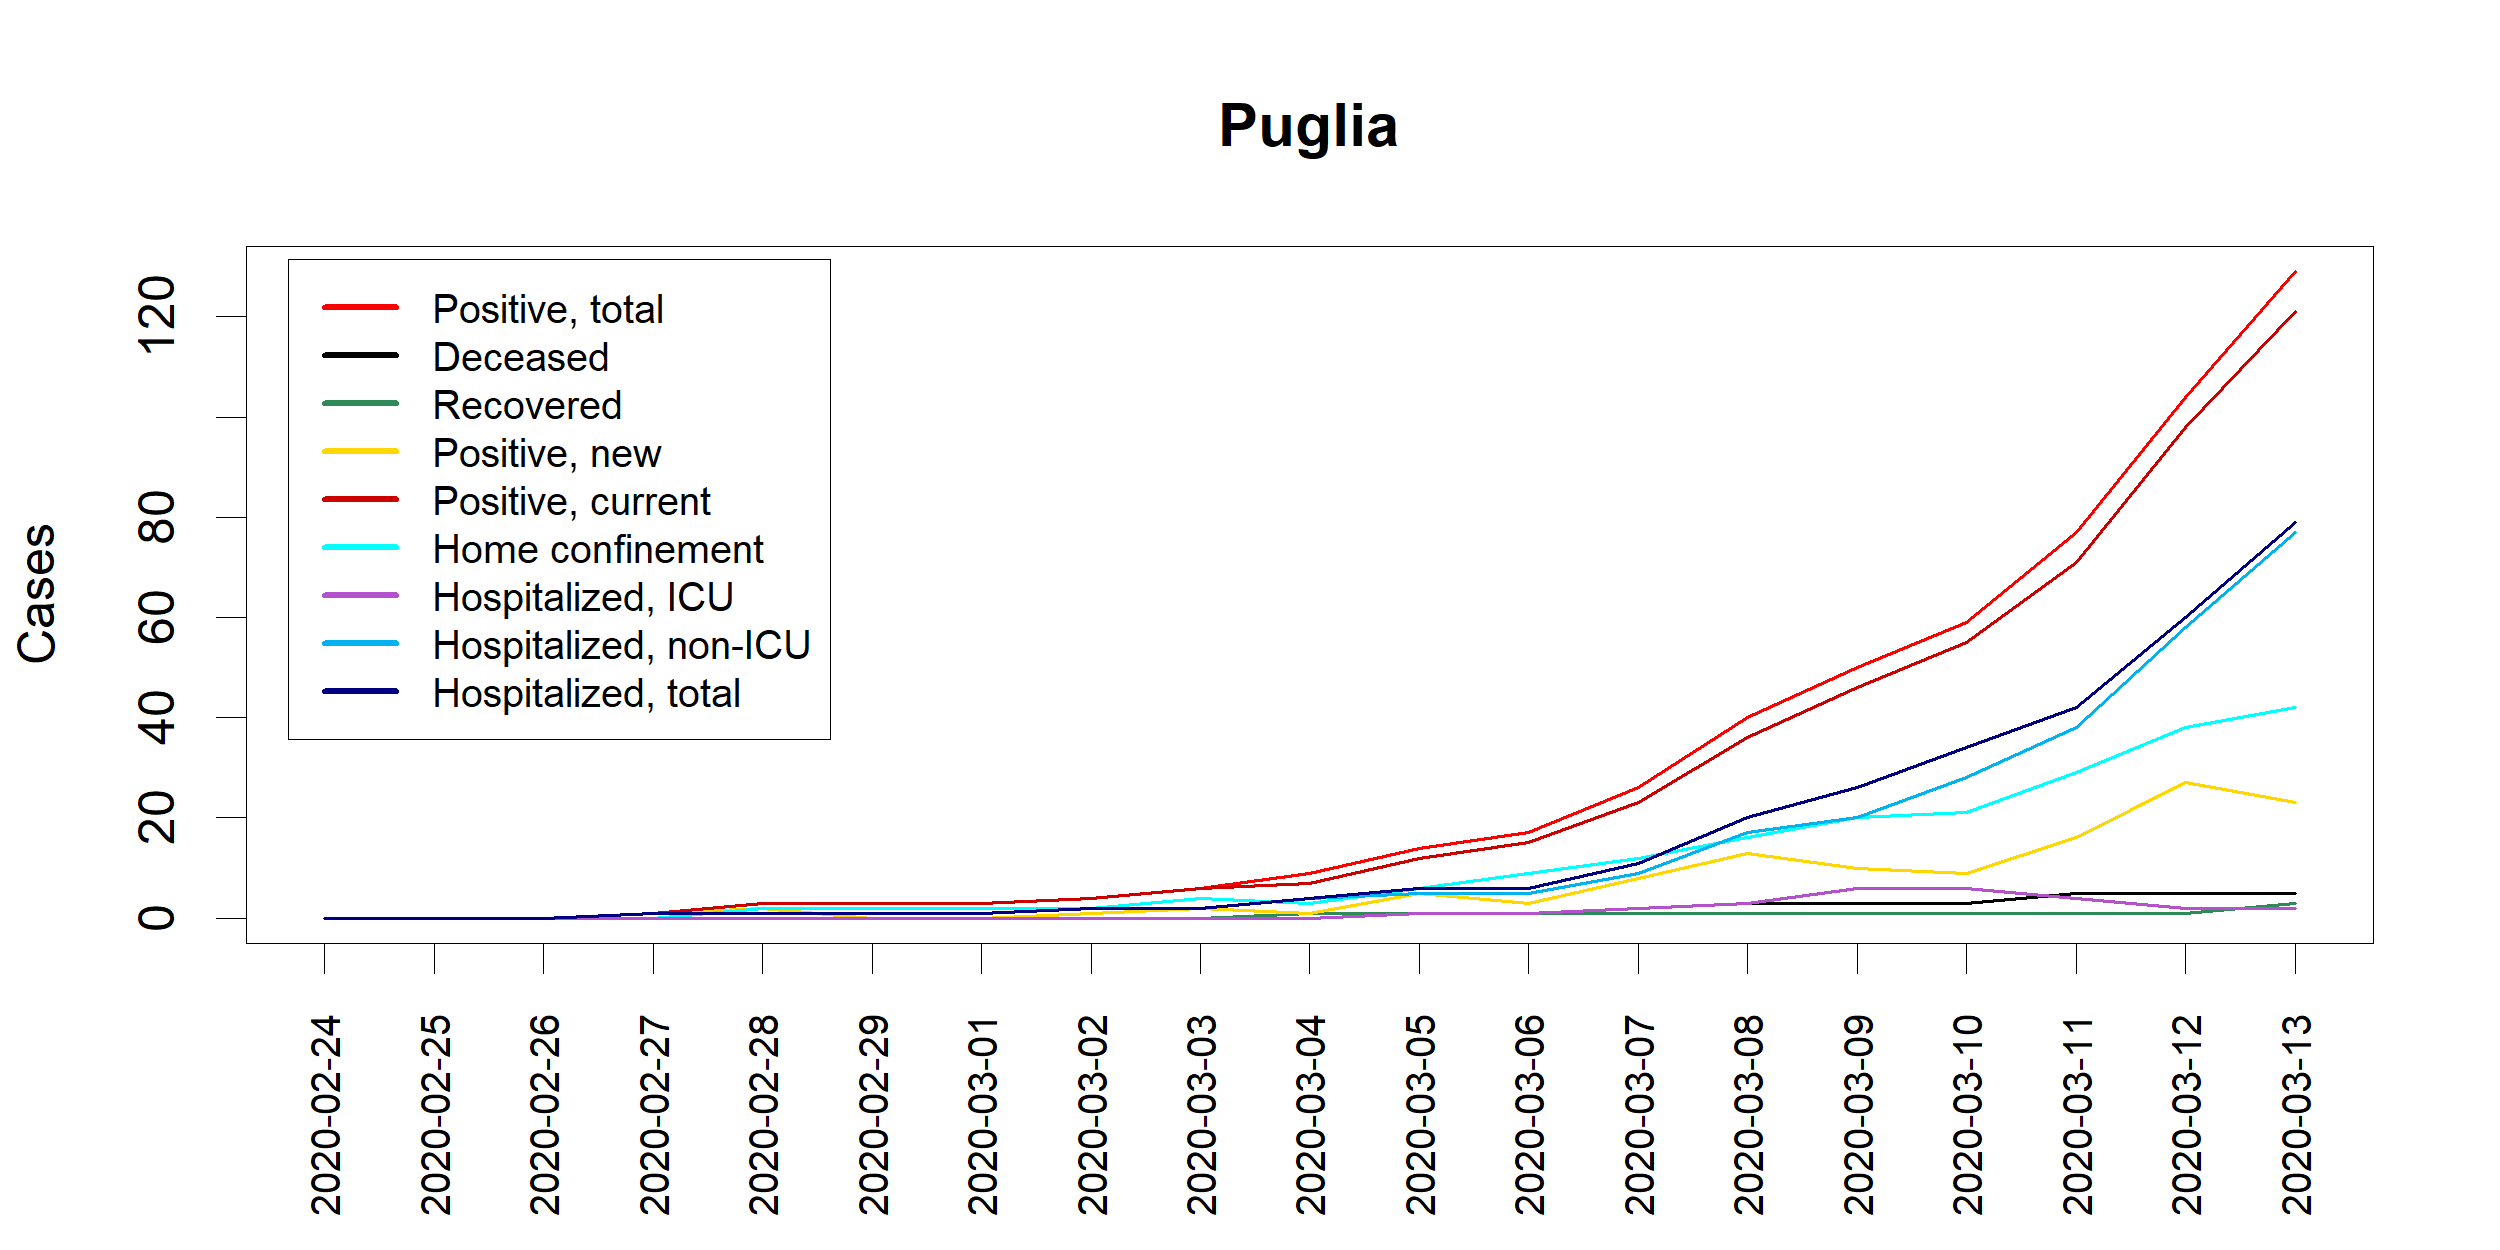 Puglia
Cases
120
80
60
40
20
0
Positive, total
Deceased
Recovered
Positive, new
Positive, current
Home confinement
Hospitalized, ICU
Hospitalized, non-ICU
Hospitalized, total
2020-02-24
2020-02-25
2020-02-26
2020-02-27
2020-02-28
2020-02-29
2020-03-01
2020-03-02
2020-03-03
2020-03-04
2020-03-05
2020-03-06
2020-03-07
2020-03-08
2020-03-09
2020-03-10
2020-03-11
2020-03-12
2020-03-13